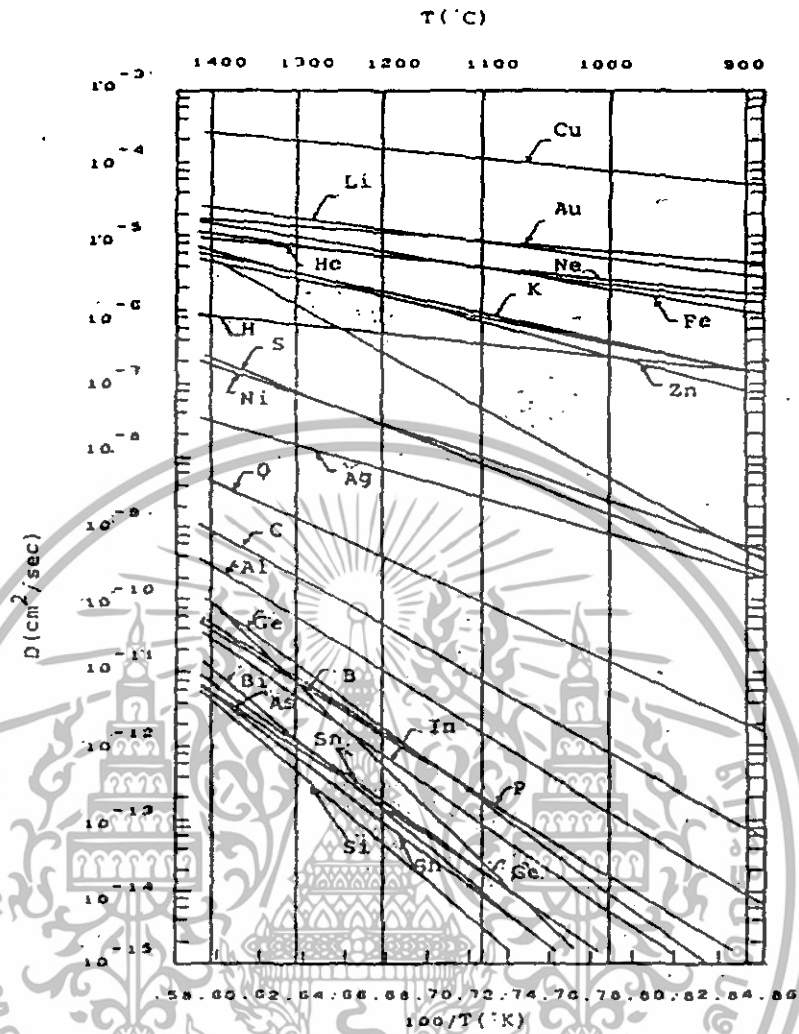 T(°C)
1400 1300 1200 1100 1000 900
10⁻³
10⁻⁴
10⁻⁵
10⁻⁶
10⁻⁷
10⁻⁸
10⁻⁹
10⁻¹⁰
10⁻¹¹
10⁻¹²
10⁻¹³
10⁻¹⁴
10⁻¹⁵
D(cm²/sec)
Cu
Li
Au
He
Ne
K
Fe
H
S
Ni
Zn
Ag
O
C
Al
Ge
B
Bi
As
In
Sn
P
Si
Ge
.58 .60 .62 .64 .66 .68 .70 .72 .74 .76 .78 .80 .82 .84 .86
100/T(°K)